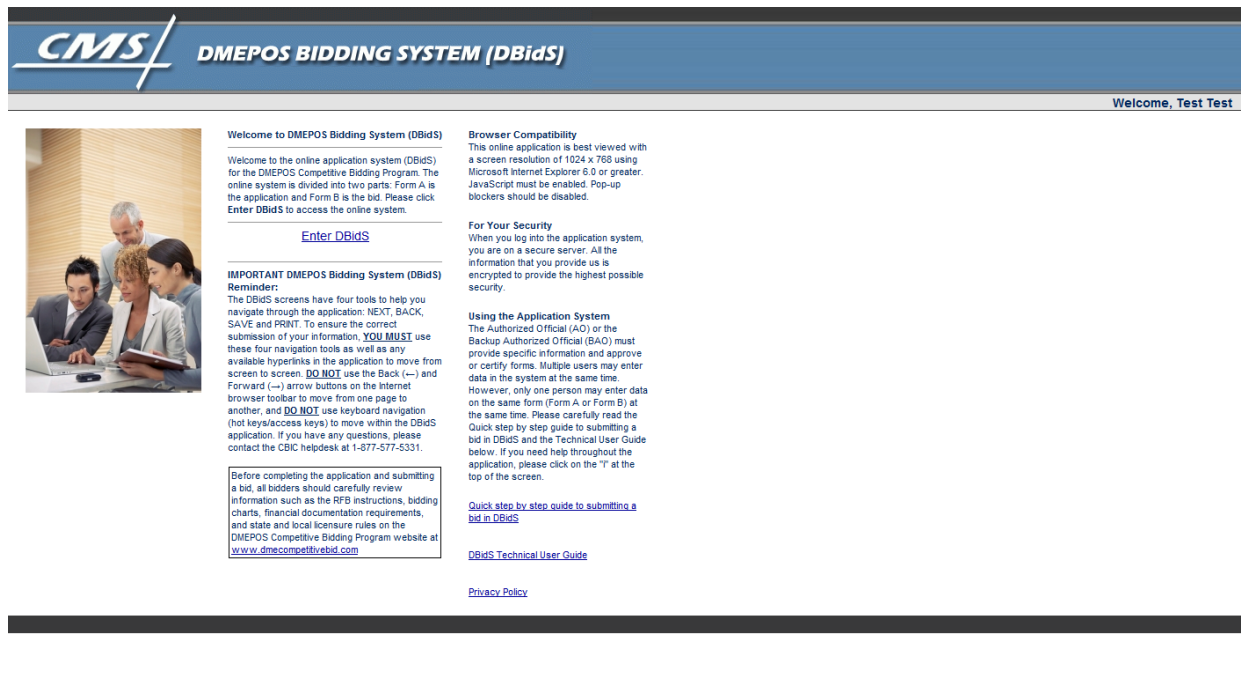 CMS
DMEPOS BIDDING SYSTEM (DBidS)
Welcome, Test Test
Welcome to DMEPOS Bidding System (DBidS)
Welcome to the online application system (DBidS)
for the DMEPOS Competitive Bidding Program. The
online system is divided into two parts: Form A is
the application and Form B is the bid. Please click
Enter DBidS to access the online system.
Enter DBidS
IMPORTANT DMEPOS Bidding System (DBidS)
Reminder:
The DBidS screens have four tools to help you
navigate through the application: NEXT, BACK,
SAVE and PRINT. To ensure the correct
submission of your information, YOU MUST use
these four navigation tools as well as any
available hyperlinks in the application to move from
screen to screen. DO NOT use the Back (←) and
Forward (→) arrow buttons on the Internet
browser toolbar to move from one page to
another, and DO NOT use keyboard navigation
(hot keys/access keys) to move within the DBidS
application. If you have any questions, please
contact the CBIC helpdesk at 1-877-577-5331.
Before completing the application and submitting
a bid, all bidders should carefully review
information such as the RFB instructions, bidding
charts, financial documentation requirements,
and state and local licensure rules on the
DMEPOS Competitive Bidding Program website at
www.dmecompetitivebid.com
Browser Compatibility
This online application is best viewed with
a screen resolution of 1024 x 768 using
Microsoft Internet Explorer 6.0 or greater.
JavaScript must be enabled. Pop-up
blockers should be disabled.
For Your Security
When you log into the application system,
you are on a secure server. All the
information that you provide us is
encrypted to provide the highest possible
security.
Using the Application System
The Authorized Official (AO) or the
Backup Authorized Official (BAO) must
provide specific information and approve
or certify forms. Multiple users may enter
data in the system at the same time.
However, only one person may enter data
on the same form (Form A or Form B) at
the same time. Please carefully read the
Quick step by step guide to submitting a
bid in DBidS and the Technical User Guide
below. If you need help throughout the
application, please click on the "i" at the
top of the screen.
Quick step by step guide to submitting a
bid in DBidS
DBidS Technical User Guide
Privacy Policy